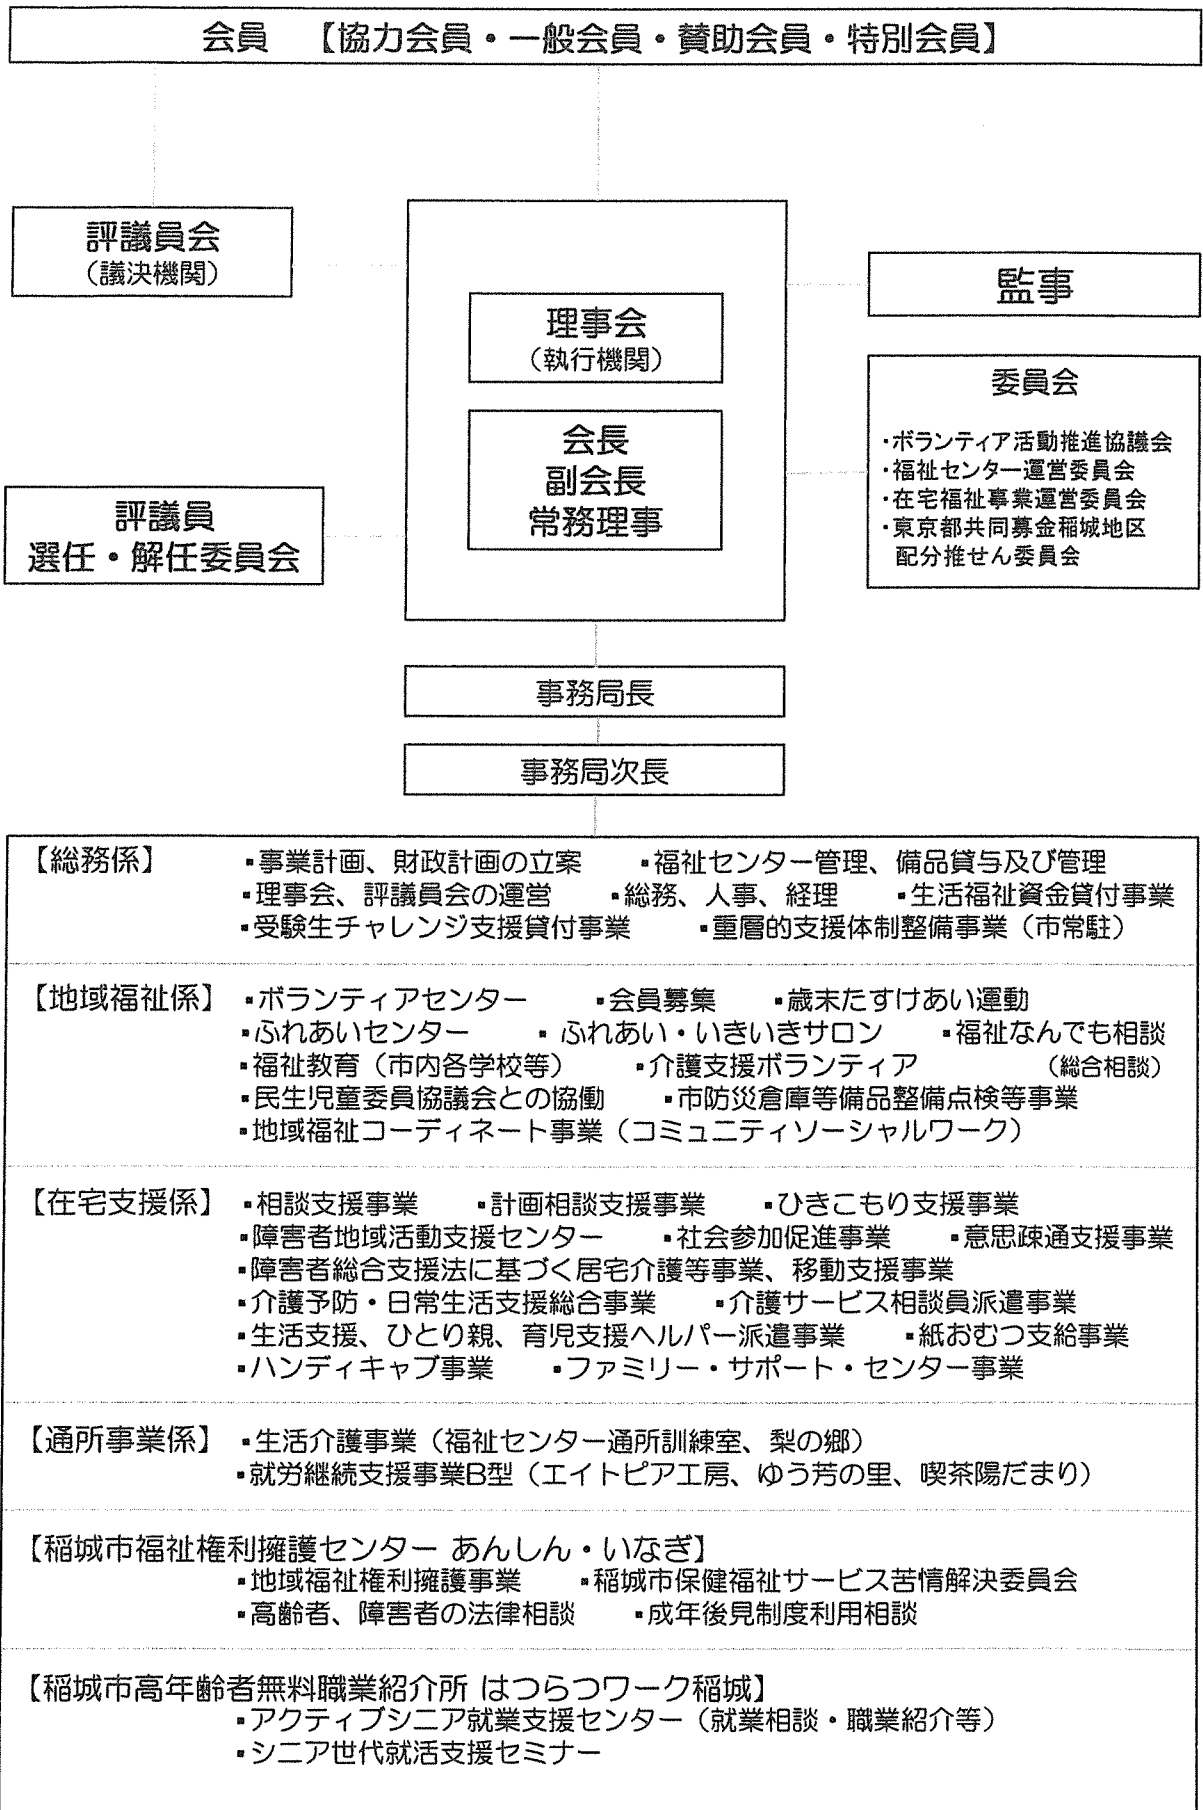 会員 【協力会員・一般会員・賛助会員・特別会員】
評議員会
（議決機関）
理事会
（執行機関）
会長
副会長
常務理事
監事
委員会
・ボランティア活動推進協議会
・福祉センター運営委員会
・在宅福祉事業運営委員会
・東京都共同募金稲城地区
配分推せん委員会
評議員
選任・解任委員会
事務局長
事務局次長
【総務係】 ・事業計画、財政計画の立案 ・福祉センター管理、備品貸与及び管理
・理事会、評議員会の運営 ・総務、人事、経理 ・生活福祉資金貸付事業
・受験生チャレンジ支援貸付事業 ・重層的支援体制整備事業（市常駐）
【地域福祉係】 ・ボランティアセンター ・会員募集 ・歳末たすけあい運動
・ふれあいセンター ・ふれあい・いきいきサロン ・福祉なんでも相談
・福祉教育（市内各学校等） ・介護支援ボランティア （総合相談）
・民生児童委員協議会との協働 ・市防災倉庫等備品整備点検等事業
・地域福祉コーディネート事業（コミュニティソーシャルワーク）
【在宅支援係】 ・相談支援事業 ・計画相談支援事業 ・ひきこもり支援事業
・障害者地域活動支援センター ・社会参加促進事業 ・意思疎通支援事業
・障害者総合支援法に基づく居宅介護等事業、移動支援事業
・介護予防・日常生活支援総合事業 ・介護サービス相談員派遣事業
・生活支援、ひとり親、育児支援ヘルパー派遣事業 ・紙おむつ支給事業
・ハンディキャブ事業 ・ファミリー・サポート・センター事業
【通所事業係】 ・生活介護事業（福祉センター通所訓練室、梨の郷）
・就労継続支援事業B型（エイトピア工房、ゆう芳の里、喫茶陽だまり）
【稲城市福祉権利擁護センター あんしん・いなぎ】
・地域福祉権利擁護事業 ・稲城市保健福祉サービス苦情解決委員会
・高齢者、障害者の法律相談 ・成年後見制度利用相談
【稲城市高年齢者無料職業紹介所 はつらつワーク稲城】
・アクティブシニア就業支援センター（就業相談・職業紹介等）
・シニア世代就活支援セミナー